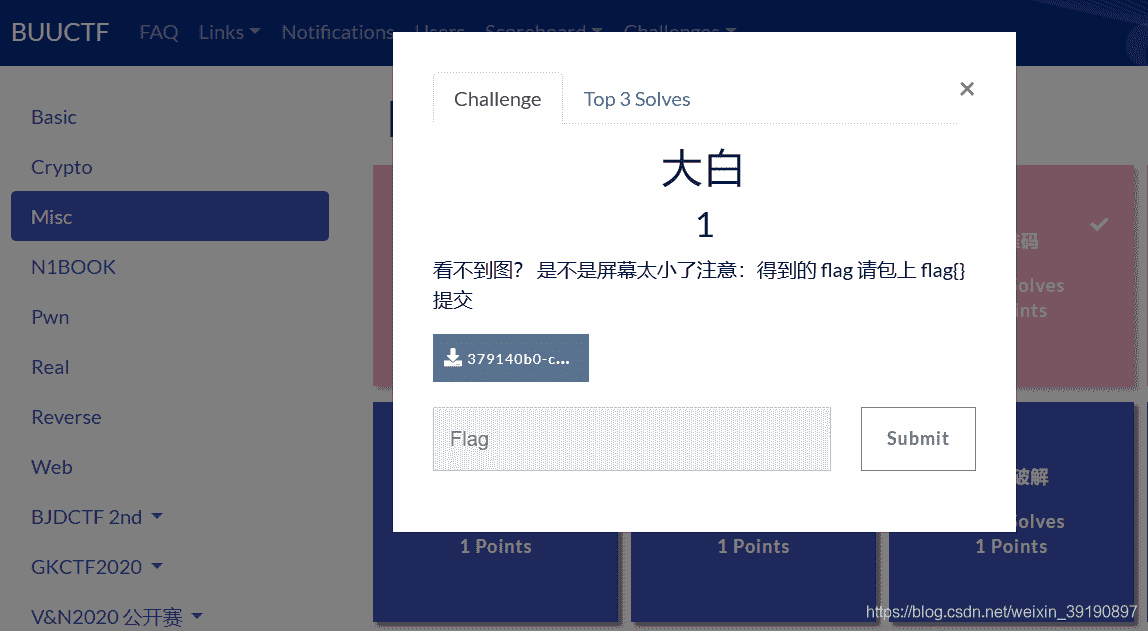 BUUCTF FAQ Links Notifications Users Scoreboard Challenges
Challenge Top 3 Solves ×
大白
1
看不到图? 是不是屏幕太小了注意:得到的 flag 请包上 flag{}
提交
379140b0-c...
Flag
Submit
Basic
Crypto
Misc
N1BOOK
Pwn
Real
Reverse
Web
BJDCTF 2nd
GKCTF2020
V&N2020 公开赛
码
olves
ints
破解
Solves
1 Points
1 Points
1 Points
https://blog.csdn.net/weixin_39190897